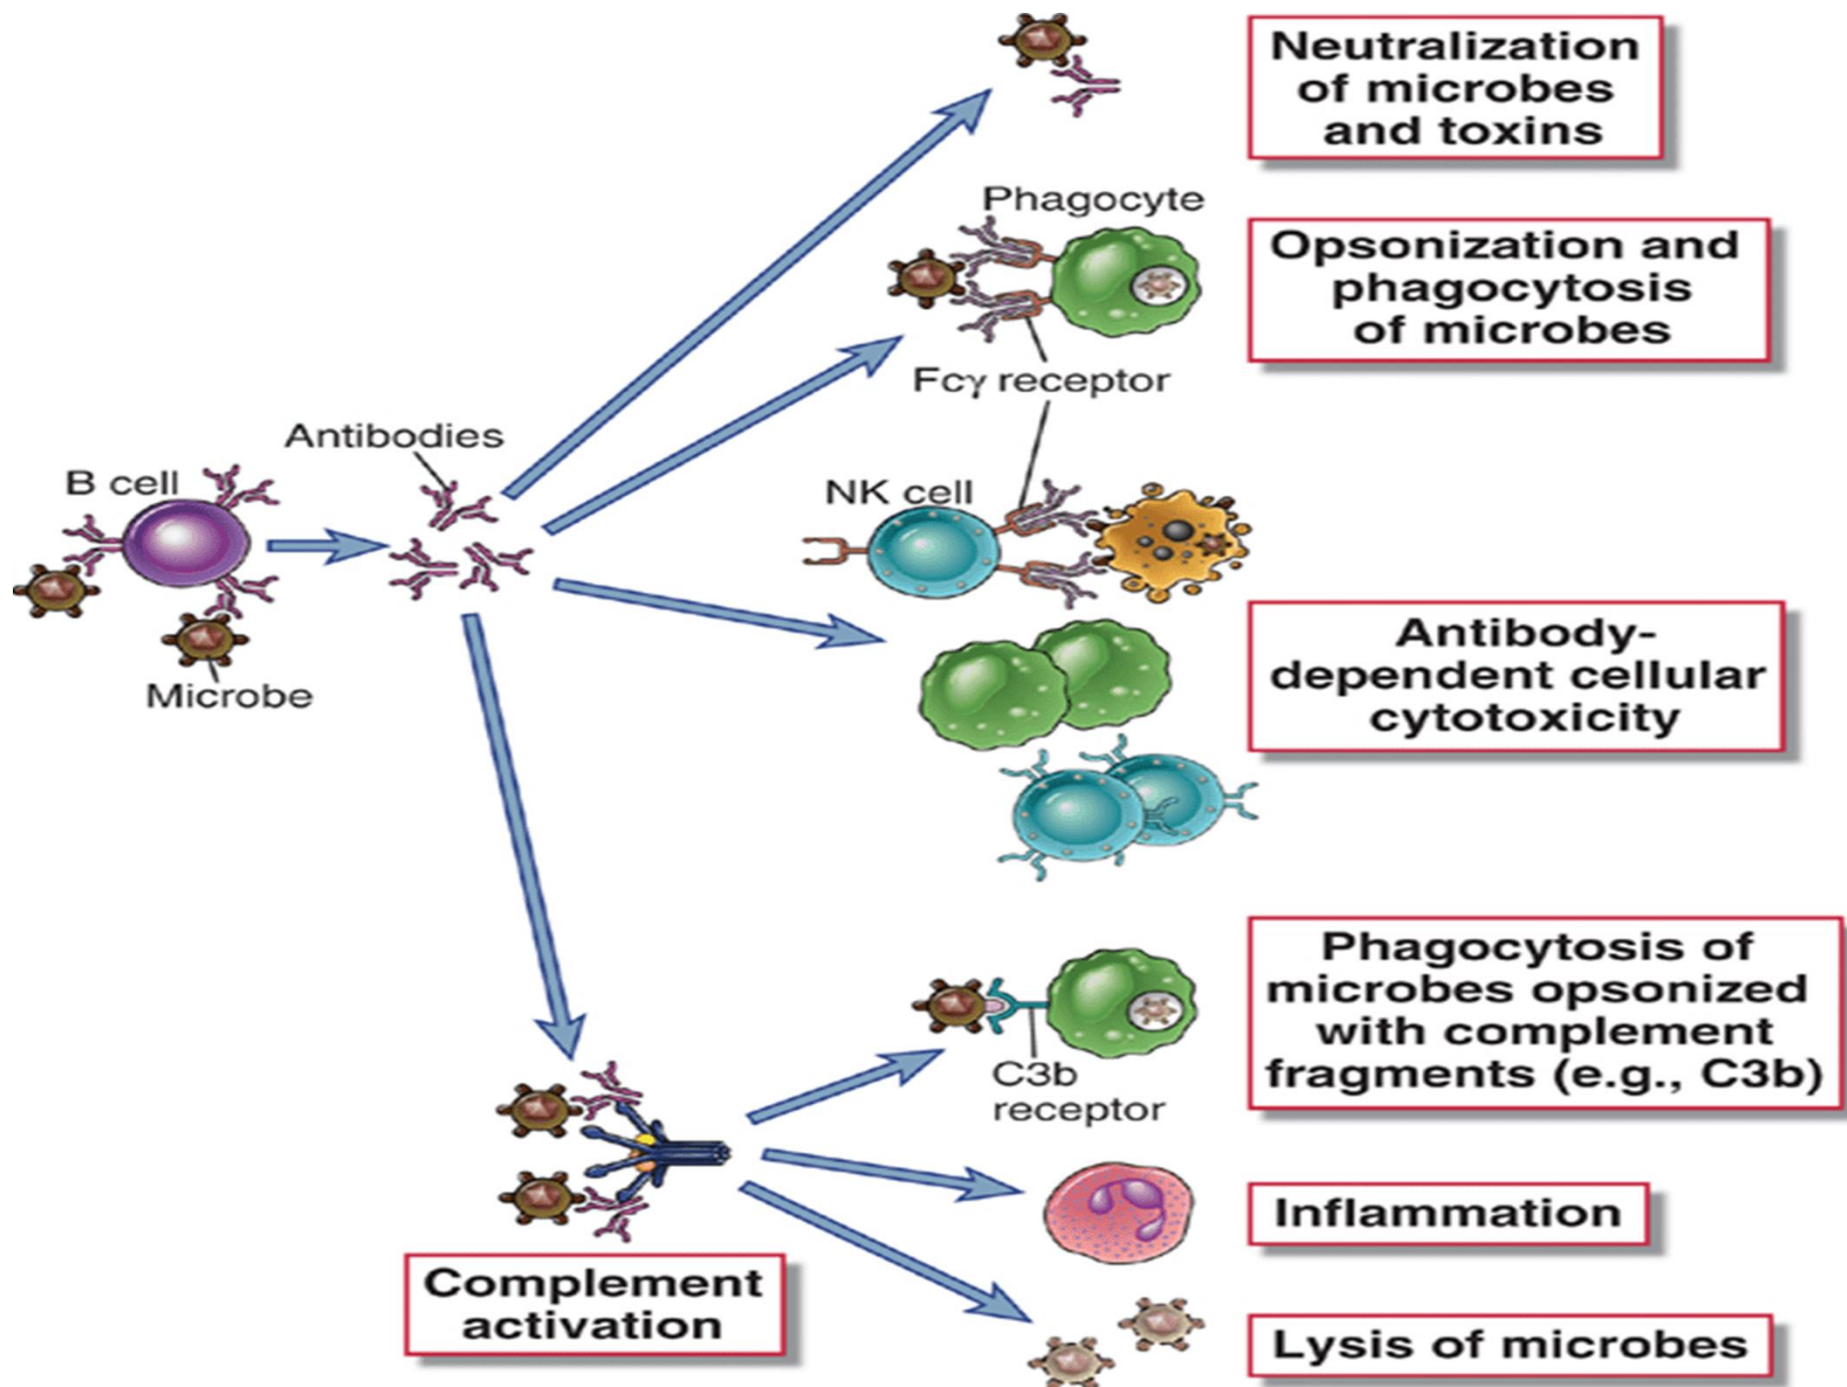 Neutralization
of microbes
and toxins
Phagocyte
Opsonization and
phagocytosis
of microbes
Fcγ receptor
Antibodies
B cell
NK cell
Microbe
Antibody-
dependent cellular
cytotoxicity
Phagocytosis of
microbes opsonized
with complement
fragments (e.g., C3b)
C3b
receptor
Inflammation
Complement
activation
Lysis of microbes